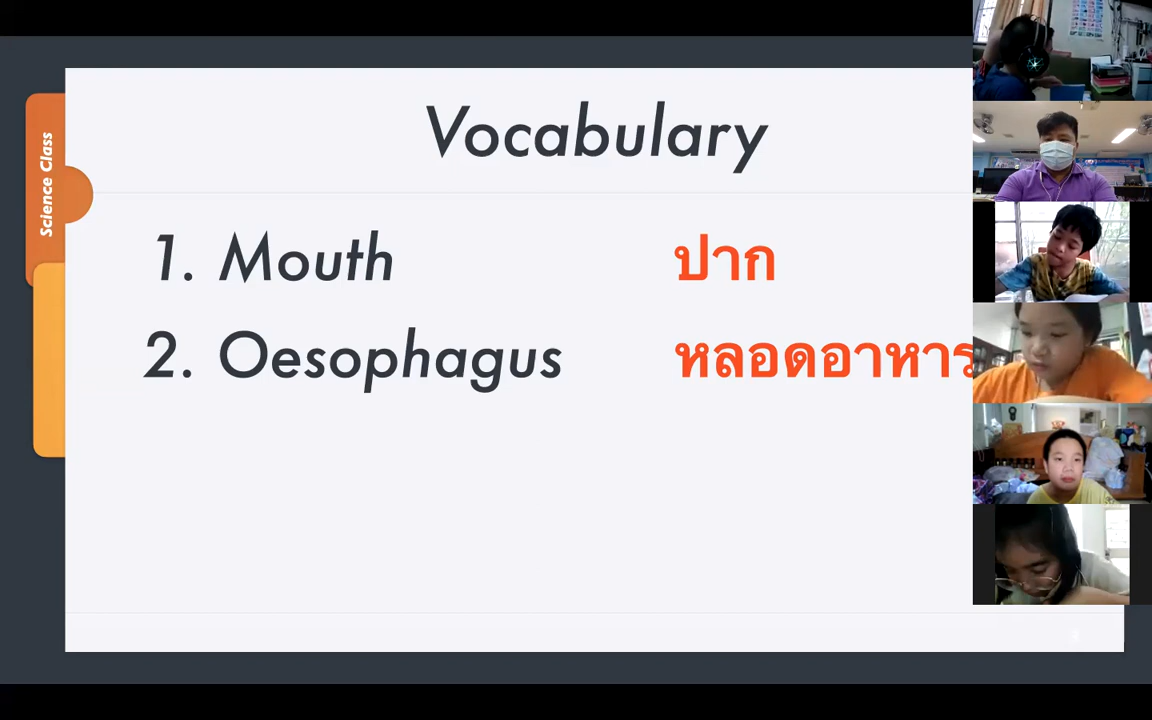 Science Class
Vocabulary
1. Mouth ปาก
2. Oesophagus หลอดอาหาร